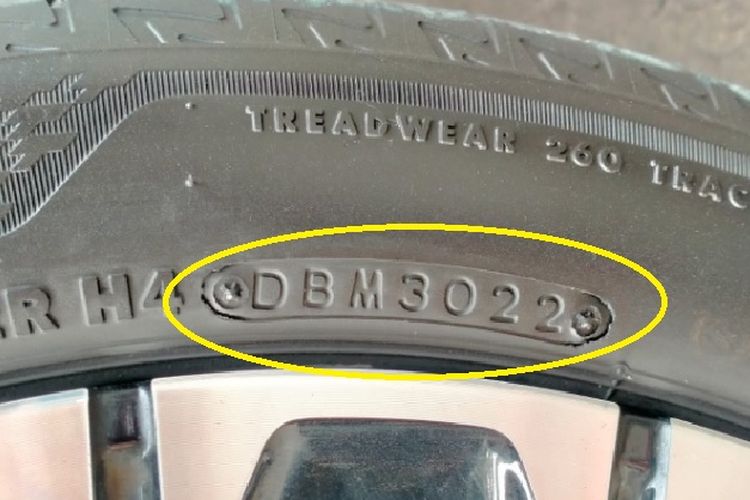 TREADWEAR 260 TRAC
R H4 DBM3022